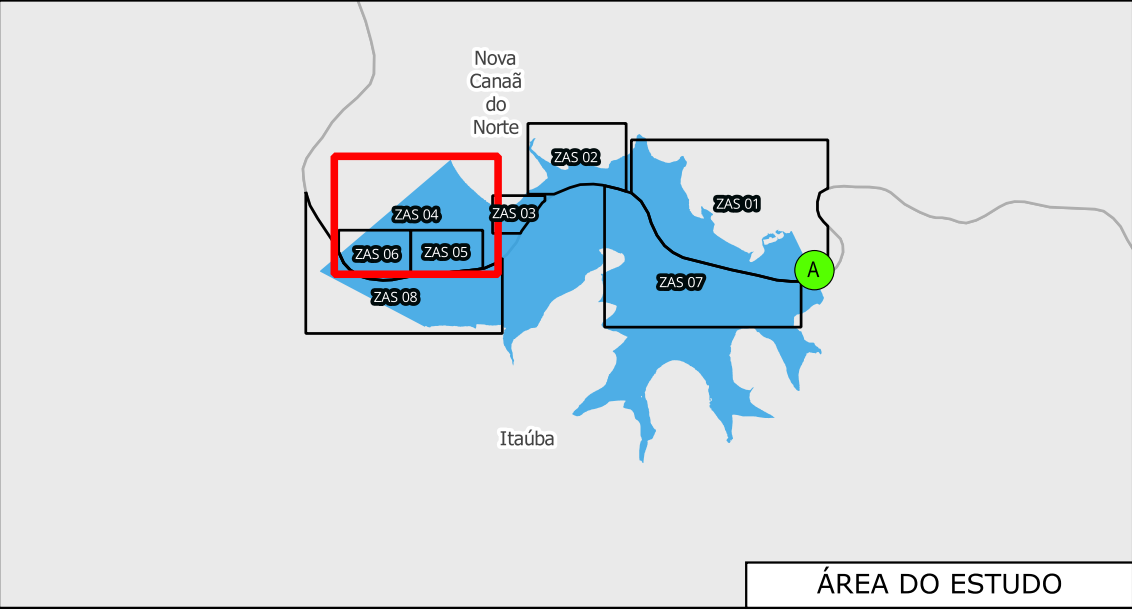 Nova
Canaã
do
Norte
ZAS 02
ZAS 01
ZAS 03
ZAS 04
ZAS 05
ZAS 06
A
ZAS 07
ZAS 08
Itaúba
ÁREA DO ESTUDO